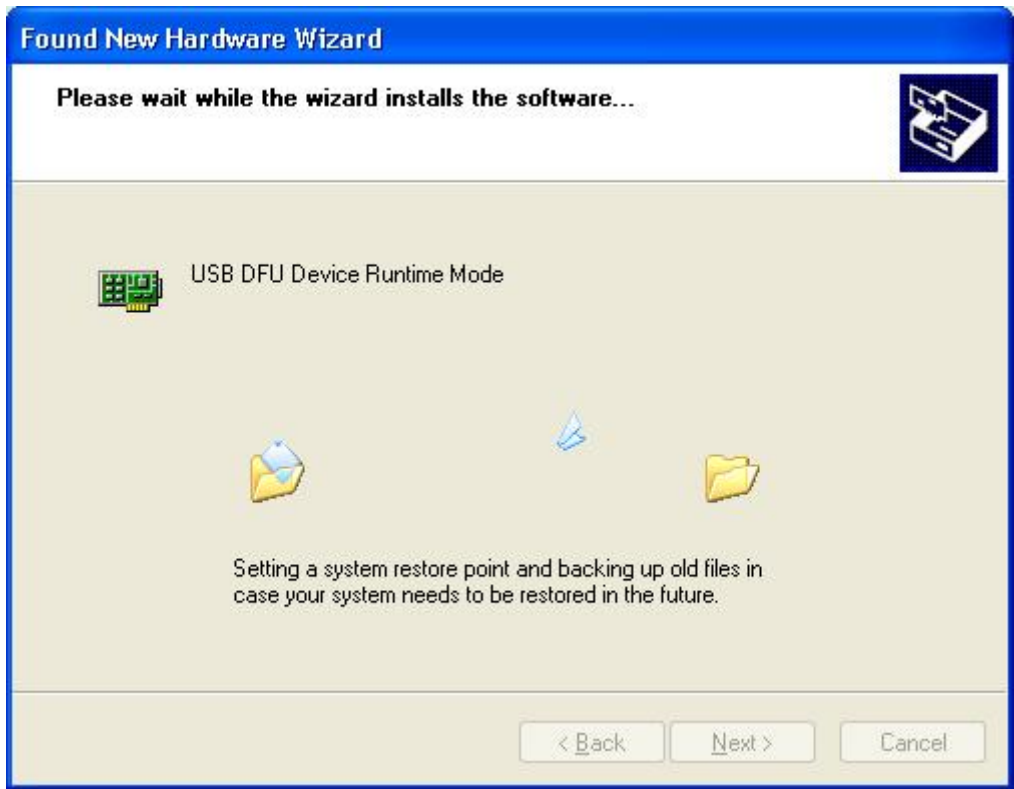 Found New Hardware Wizard
Please wait while the wizard installs the software...
USB DFU Device Runtime Mode
Setting a system restore point and backing up old files in
case your system needs to be restored in the future.
< Back
Next >
Cancel